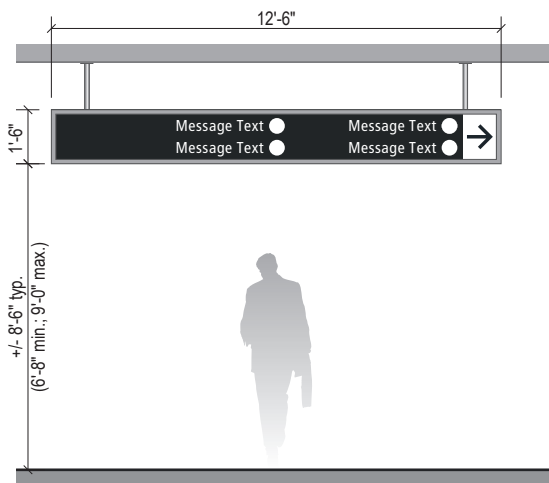 12'-6"
1'-6"
Message Text
Message Text
Message Text
Message Text
+/- 8'-6" typ.
(6'-8" min.; 9'-0" max.)